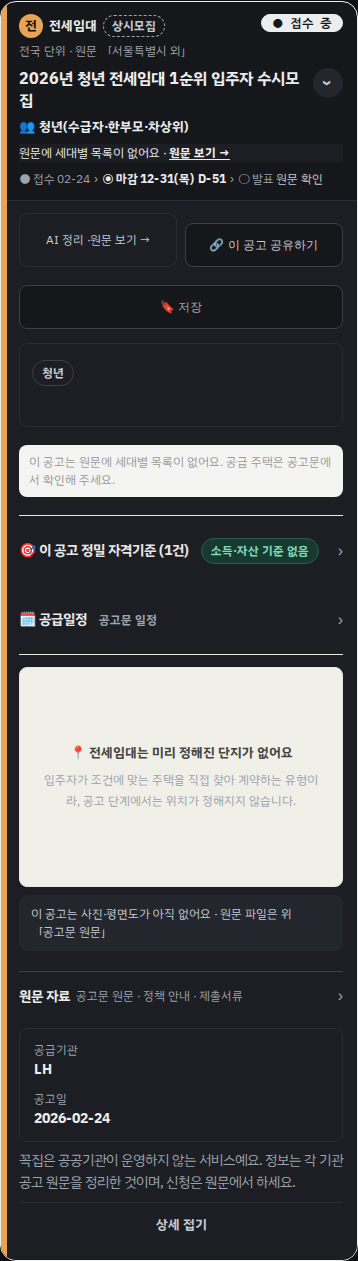 전 전세임대 상시모집 ● 접수 중
전국 단위 · 원문 「서울특별시 외」
2026년 청년 전세임대 1순위 입주자 수시모
집
👥 청년(수급자·한부모·차상위)
원문에 세대별 목록이 없어요 · 원문 보기 →
● 접수 02-24 › ◉ 마감 12-31(목) D-51 › ○ 발표 원문 확인
AI 정리 ·원문 보기 →
🔗 이 공고 공유하기
🔖 저장
청년
이 공고는 원문에 세대별 목록이 없어요. 공급 주택은 공고문에
서 확인해 주세요.
🎯 이 공고 정밀 자격기준 (1건) 소득·자산 기준 없음 ›
🗓️ 공급일정 공고문 일정 ›
📍 전세임대는 미리 정해진 단지가 없어요
입주자가 조건에 맞는 주택을 직접 찾아 계약하는 유형이
라, 공고 단계에서는 위치가 정해지지 않습니다.
이 공고는 사진·평면도가 아직 없어요 · 원문 파일은 위
「공고문 원문」
원문 자료 공고문 원문 · 정책 안내 · 제출서류 ›
공급기관
LH
공고일
2026-02-24
꼭집은 공공기관이 운영하지 않는 서비스예요. 정보는 각 기관
공고 원문을 정리한 것이며, 신청은 원문에서 하세요.
상세 접기